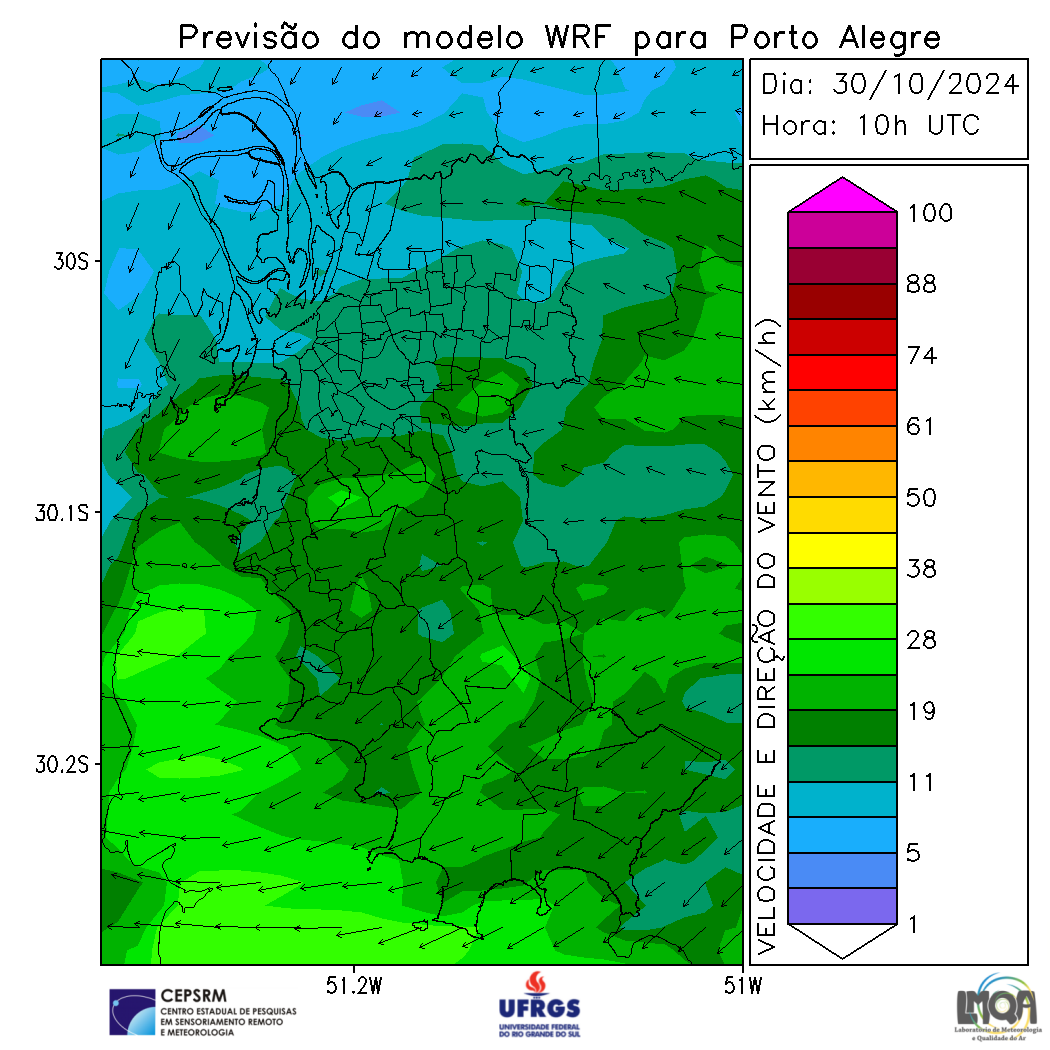 Previsão do modelo WRF para Porto Alegre
Dia: 30/10/2024
Hora: 10h UTC
30S
30.1S
30.2S
51.2W
51W
VELOCIDADE E DIREÇÃO DO VENTO (km/h)
100
88
74
61
50
38
28
19
11
5
1
CEPSRM
CENTRO ESTADUAL DE PESQUISAS
EM SENSORIAMENTO REMOTO
E METEOROLOGIA
UFRGS
UNIVERSIDADE FEDERAL
DO RIO GRANDE DO SUL
LMQA
Laboratório de Meteorologia
e Qualidade do Ar